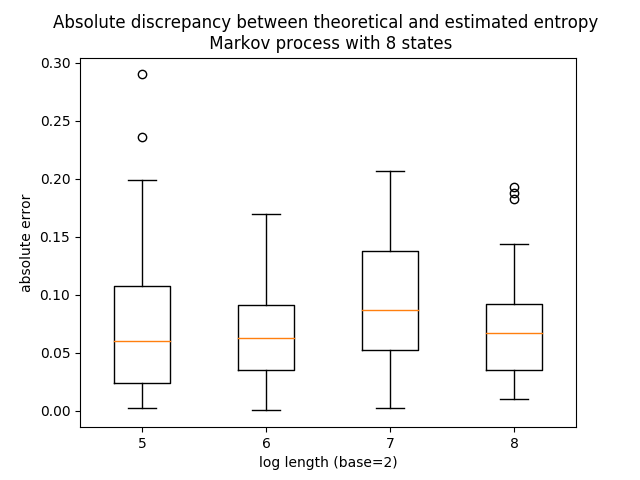 Absolute discrepancy between theoretical and estimated entropy
Markov process with 8 states
0.30
0.25
0.20
0.15
0.10
0.05
0.00
absolute error
5 6 7 8
log length (base=2)